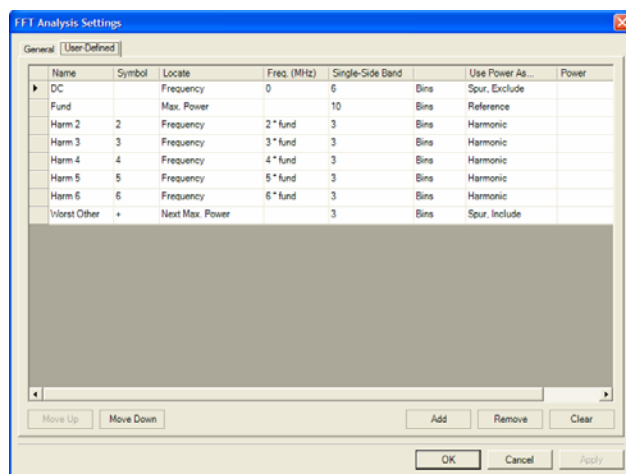 FFT Analysis Settings
General User-Defined
Name Symbol Locate Freq. (MHz) Single-Side Band Use Power As... Power
DC Frequency 0 6 Bins Spur, Exclude
Fund Max. Power 10 Bins Reference
Harm 2 2 Frequency 2 * fund 3 Bins Harmonic
Harm 3 3 Frequency 3 * fund 3 Bins Harmonic
Harm 4 4 Frequency 4 * fund 3 Bins Harmonic
Harm 5 5 Frequency 5 * fund 3 Bins Harmonic
Harm 6 6 Frequency 6 * fund 3 Bins Harmonic
Worst Other + Next Max. Power 3 Bins Spur, Include
Move Up Move Down Add Remove Clear
OK Cancel Apply